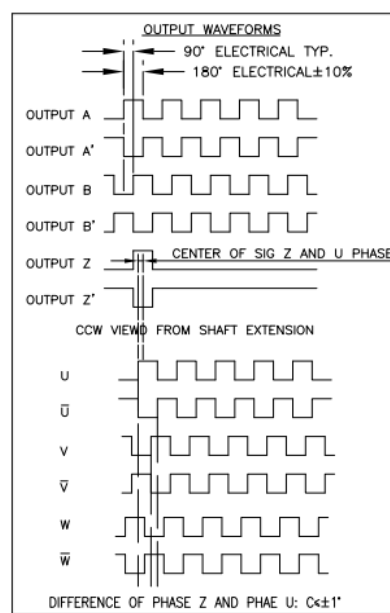 OUTPUT WAVEFORMS
90° ELECTRICAL TYP.
180° ELECTRICAL±10%
OUTPUT A
OUTPUT A'
OUTPUT B
OUTPUT B'
OUTPUT Z
CENTER OF SIG Z AND U PHASE
OUTPUT Z'
CCW VIEWD FROM SHAFT EXTENSION
U
U̅
V
V̅
W
W̅
DIFFERENCE OF PHASE Z AND PHAE U: C≤±1°